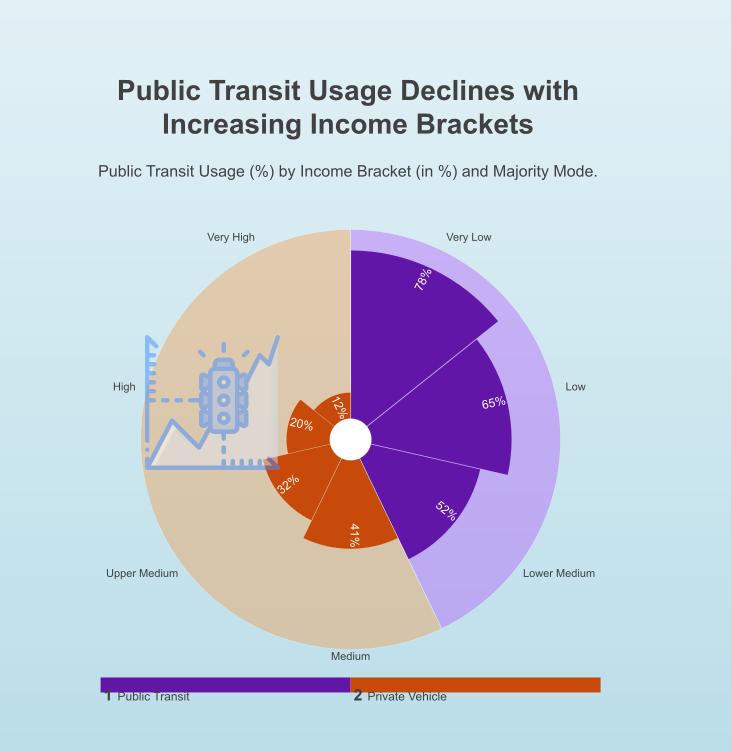 Public Transit Usage Declines with
Increasing Income Brackets
Public Transit Usage (%) by Income Bracket (in %) and Majority Mode.
Very High
Very Low
78%
High
Low
12%
65%
20%
32%
52%
41%
Upper Medium
Lower Medium
Medium
1 Public Transit
2 Private Vehicle